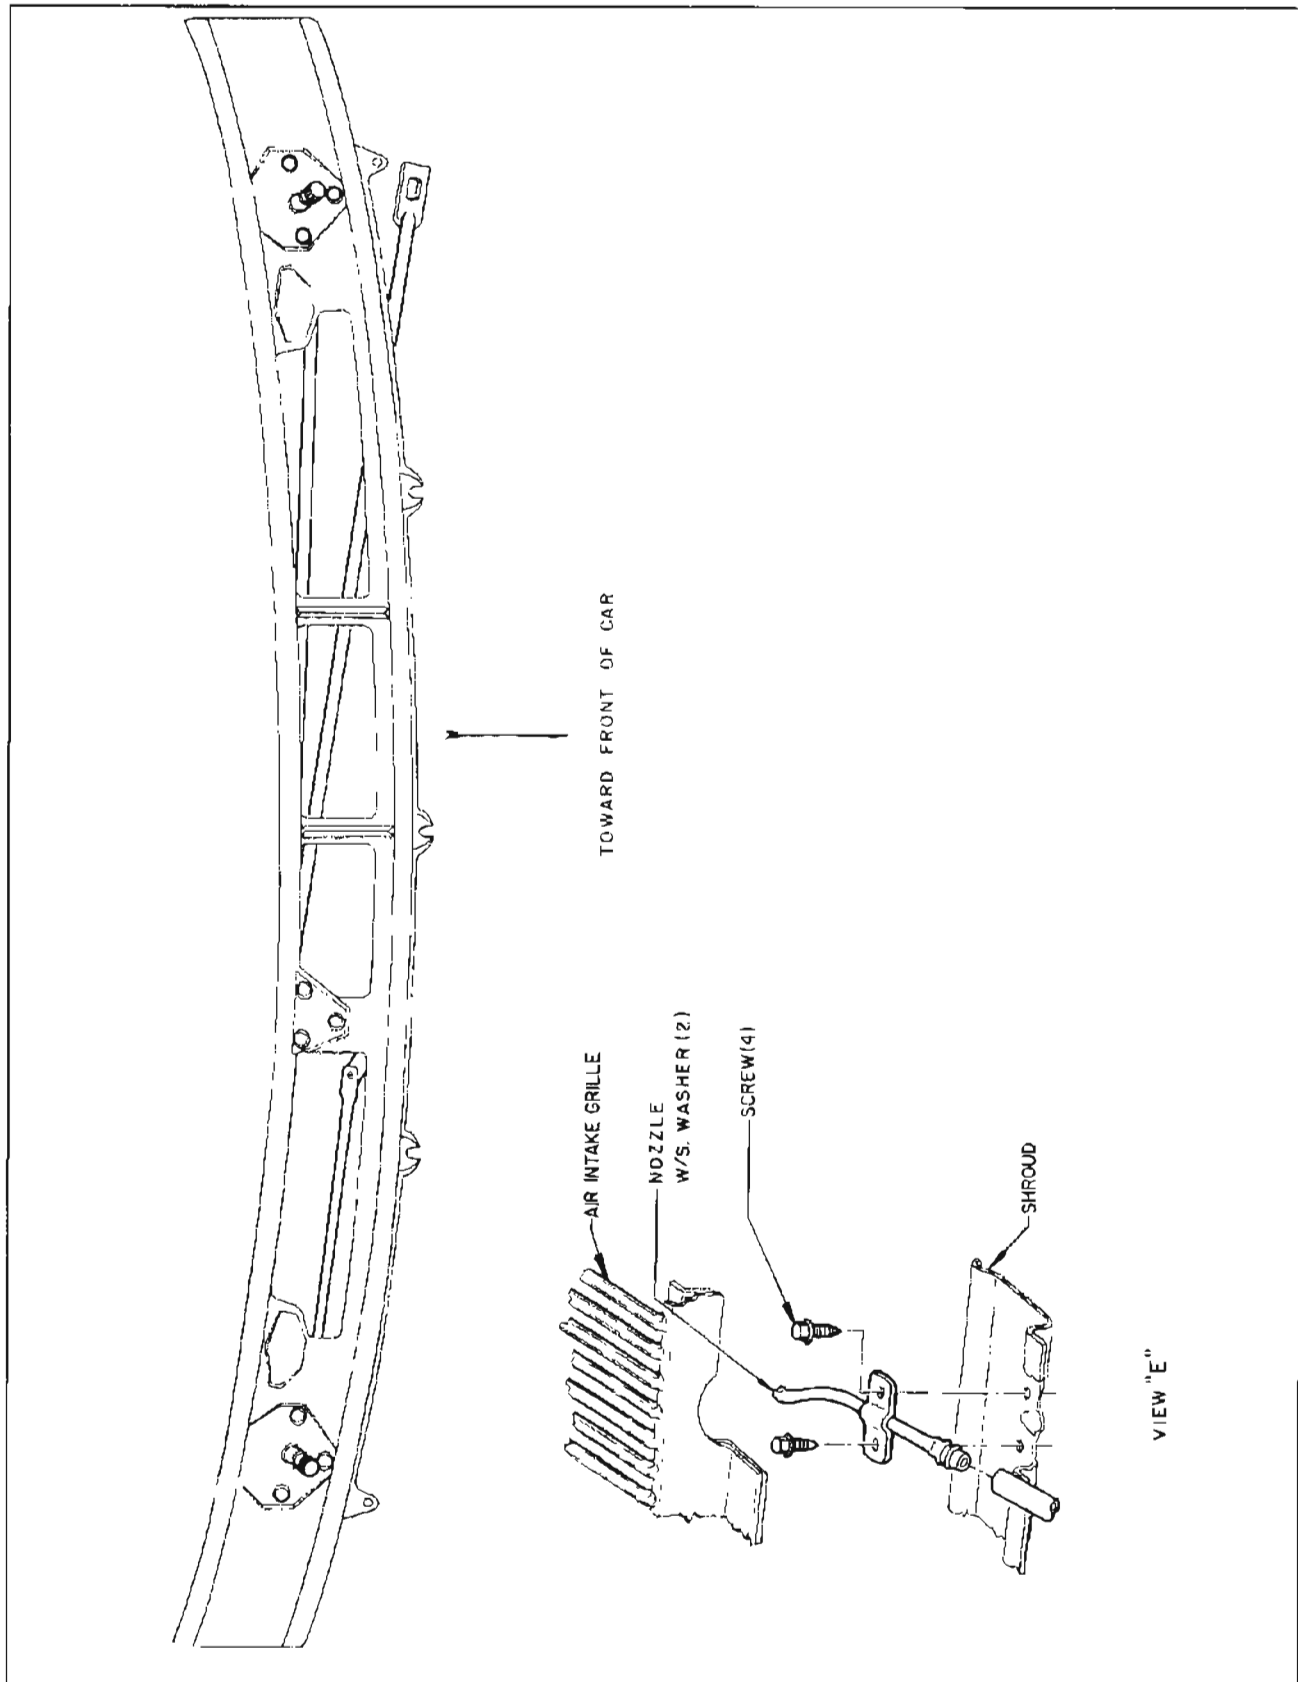 TOWARD FRONT OF CAR
AIR INTAKE GRILLE
NOZZLE
W/S. WASHER (2)
SCREW(4)
SHROUD
VIEW "E"